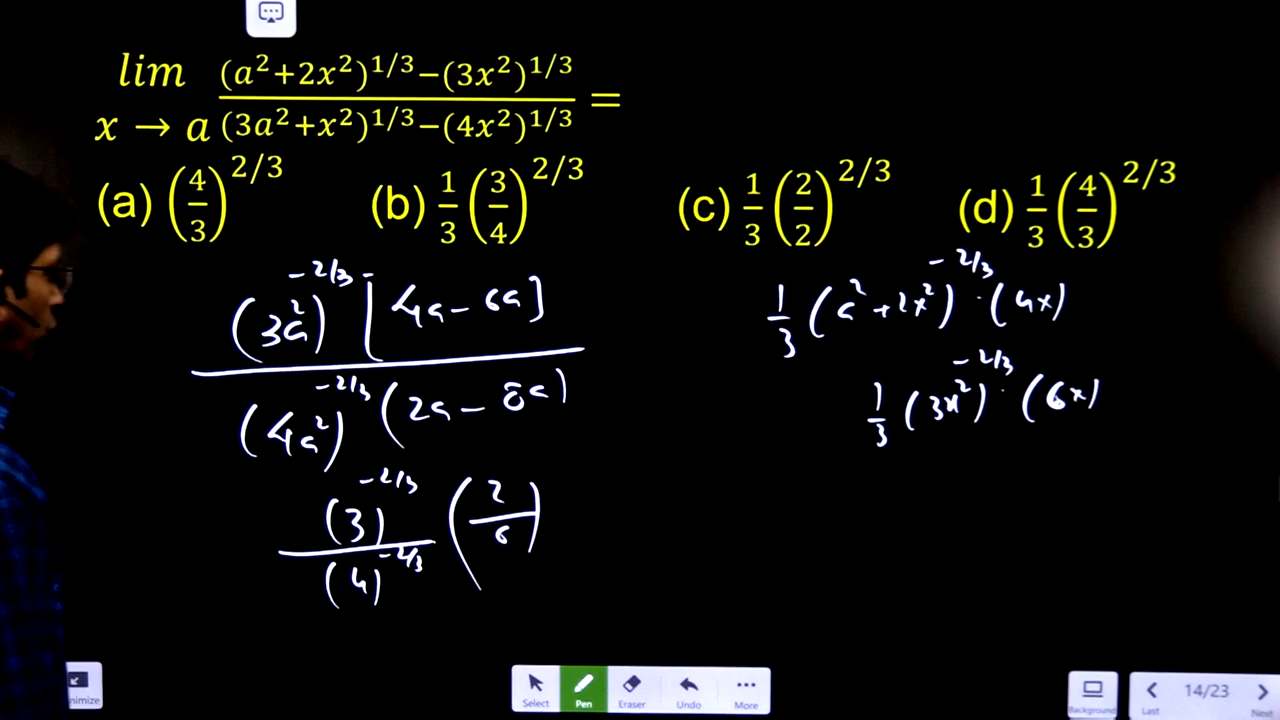 lim x → a ((a²+2x²)^1/3 − (3x²)^1/3) / ((3a²+x²)^1/3 − (4x²)^1/3) =
(a) (4/3)^2/3 (b) 1/3 (3/4)^2/3 (c) 1/3 (2/2)^2/3 (d) 1/3 (4/3)^2/3
(3a²)^-2/3 [4a − 6a]
(4a²)^-2/3 (2a − 8a)
(3)^-2/3 / (4)^-2/3 (2/6)
1/3 (a² + 2x²)^-2/3 · (4x)
1/3 (3x²)^-2/3 · (6x)
Select Pen Eraser Undo More
Background Last 14/23 Next